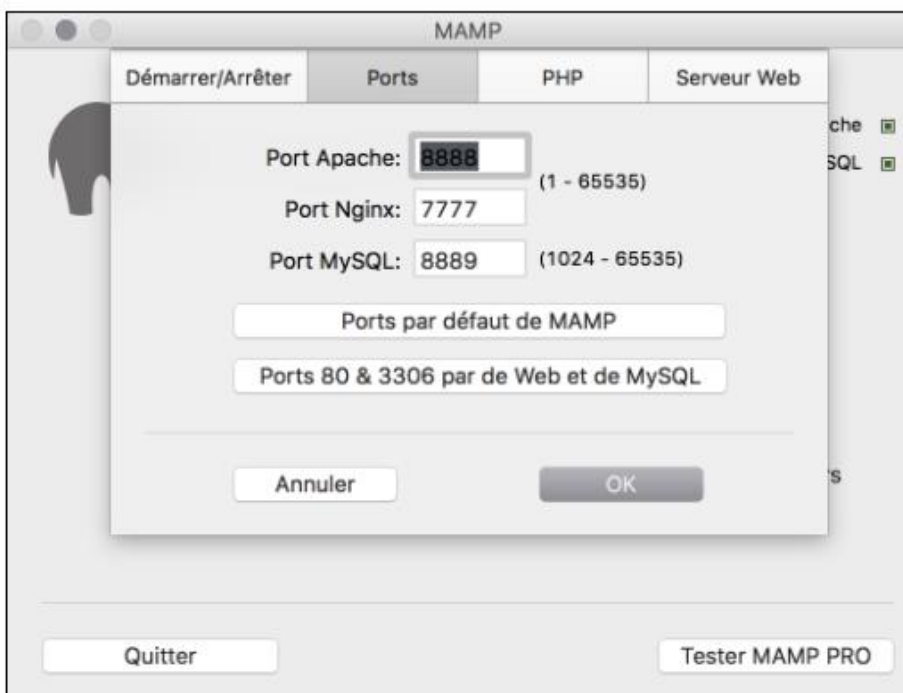 MAMP
Démarrer/Arrêter Ports PHP Serveur Web
che
Port Apache: 8888
(1 - 65535)
SQL
Port Nginx: 7777
Port MySQL: 8889 (1024 - 65535)
Ports par défaut de MAMP
Ports 80 & 3306 par de Web et de MySQL
Annuler OK
Quitter Tester MAMP PRO